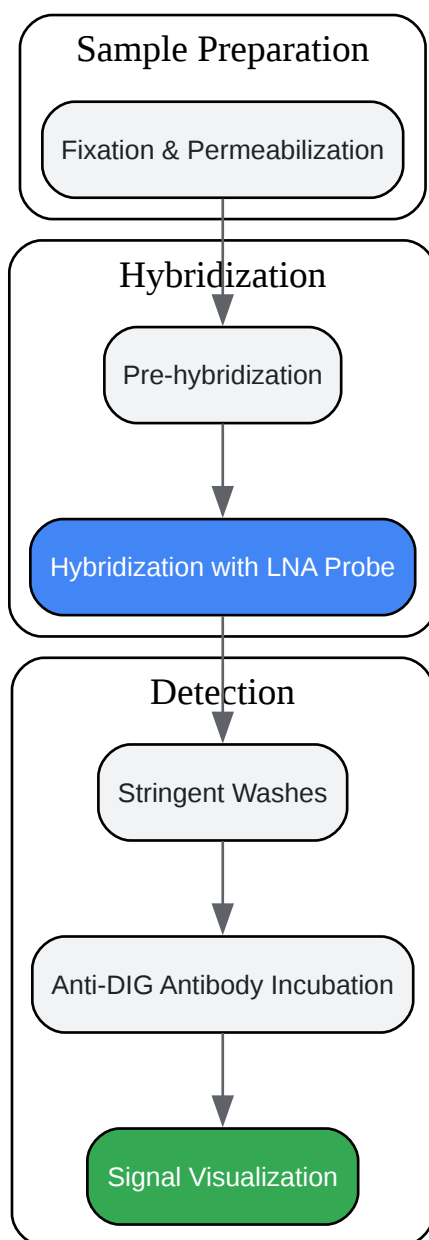 Sample Preparation
Fixation & Permeabilization
Hybridization
Pre-hybridization
Hybridization with LNA Probe
Detection
Stringent Washes
Anti-DIG Antibody Incubation
Signal Visualization